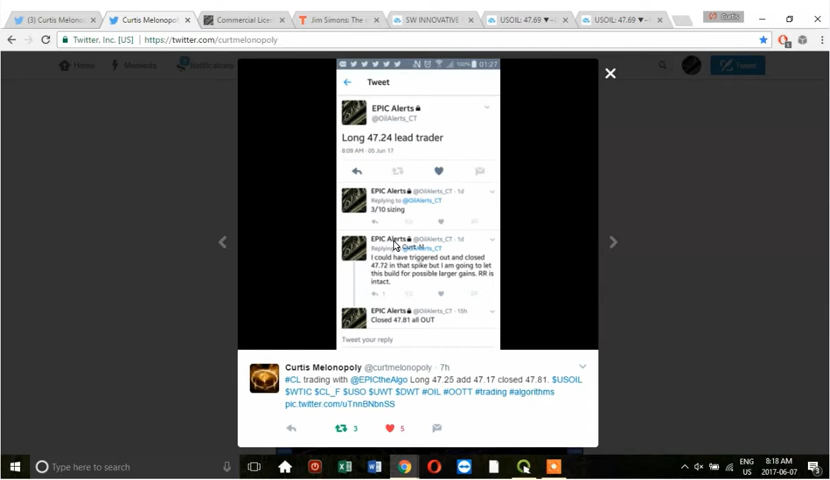 (3) Curtis Melonopoly
Curtis Melonopoly
Commercial Lice
Jim Simons: The
SW INNOVATIVE
USOIL: 47.69 ▼
USOIL: 47.69 ▼
Curtis
Twitter, Inc. [US] | https://twitter.com/curtmelonopoly
Home Moments Notifications Tweet
100% 01:27
Tweet
EPIC Alerts
@OilAlerts_CT
Long 47.24 lead trader
8:09 AM · 05 Jun 17
EPIC Alerts @OilAlerts_CT · 1d
Replying to @OilAlerts_CT
3/10 sizing
EPIC Alerts @OilAlerts_CT · 1d
Replying @OilAlerts_CT
I could have triggered out and closed
47.72 in that spike but I am going to let
this build for possible larger gains. RR is
intact.
1
EPIC Alerts @OilAlerts_CT · 15h
Closed 47.81 all OUT
Tweet your reply
Curtis Melonopoly @curtmelonopoly · 7h
#CL trading with @EPICtheAlgo Long 47.25 add 47.17 closed 47.81. $USOIL
$WTIC $CL_F $USO $UWT $DWT #OIL #OOTT #trading #algorithms
pic.twitter.com/uTnnBNbnSS
3 5
Type here to search
ENG
US
8:18 AM
2017-06-07